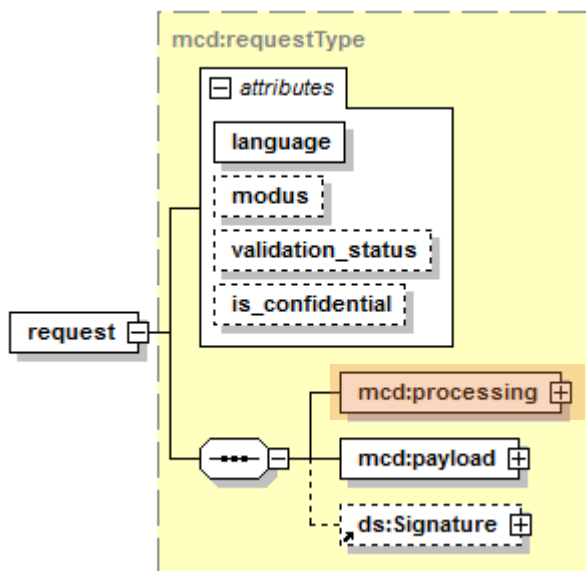 mcd:requestType
attributes
language
modus
validation_status
is_confidential
request
mcd:processing
mcd:payload
ds:Signature